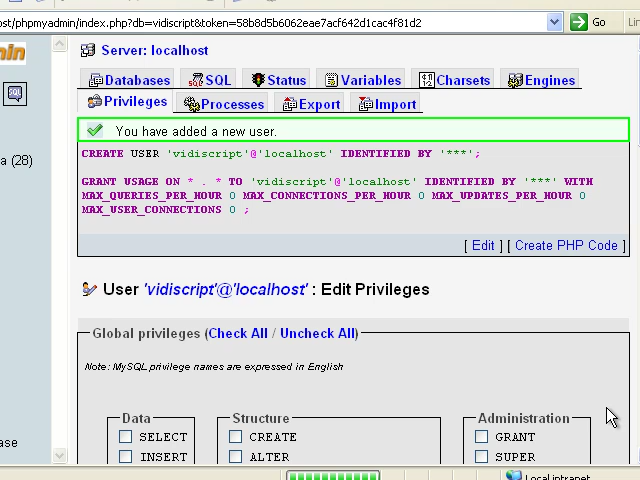 ost/phpmyadmin/index.php?db=vidiscript&token=58b8d5b6062eae7acf642d1cac4f81d2
Go
Lin
min
SQL
a (28)
ase
Server: localhost
Databases SQL Status Variables Charsets Engines
Privileges Processes Export Import
You have added a new user.
CREATE USER 'vidiscript'@'localhost' IDENTIFIED BY '***';
GRANT USAGE ON * . * TO 'vidiscript'@'localhost' IDENTIFIED BY '***' WITH
MAX_QUERIES_PER_HOUR 0 MAX_CONNECTIONS_PER_HOUR 0 MAX_UPDATES_PER_HOUR 0
MAX_USER_CONNECTIONS 0 ;
[ Edit ] [ Create PHP Code ]
User 'vidiscript'@'localhost' : Edit Privileges
Global privileges (Check All / Uncheck All)
Note: MySQL privilege names are expressed in English
Data Structure Administration
SELECT CREATE GRANT
INSERT ALTER SUPER
Local intranet